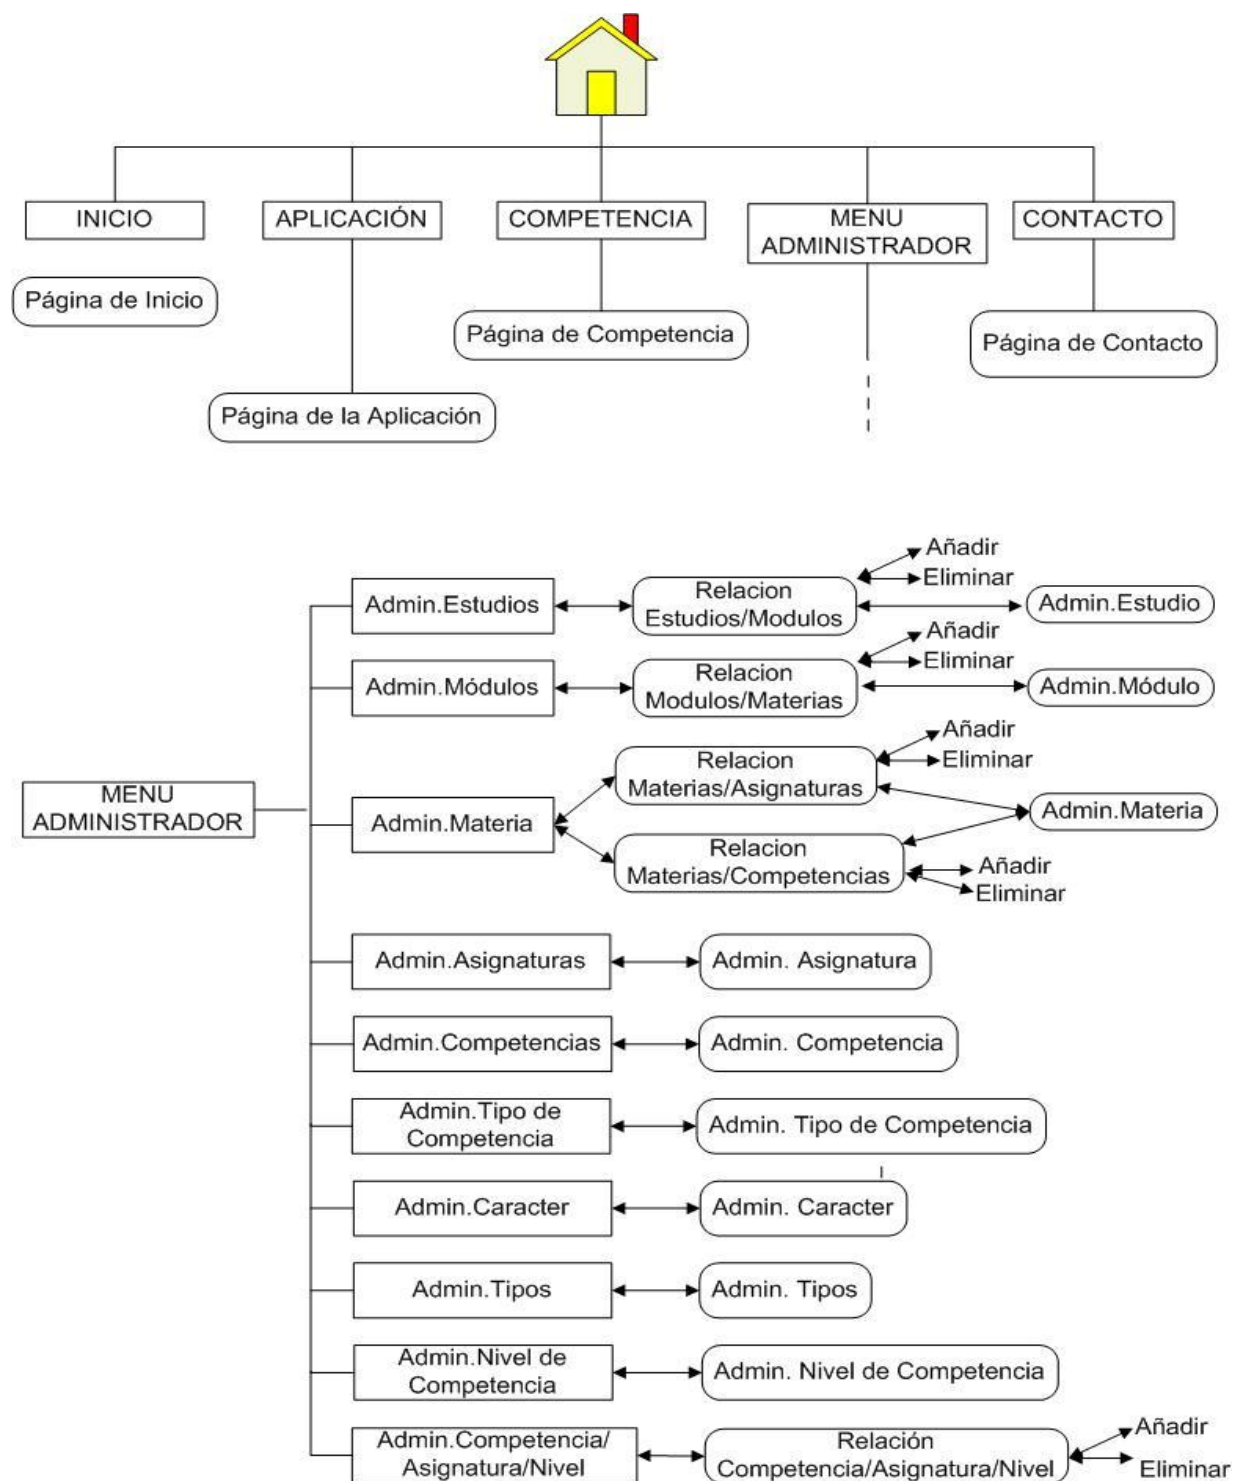 INICIO
APLICACIÓN
COMPETENCIA
MENU
ADMINISTRADOR
CONTACTO
Página de Inicio
Página de Competencia
Página de Contacto
Página de la Aplicación
Añadir
Eliminar
Admin.Estudios
Relacion
Estudios/Modulos
Admin.Estudio
Añadir
Eliminar
Admin.Módulos
Relacion
Modulos/Materias
Admin.Módulo
Añadir
Eliminar
Relacion
Materias/Asignaturas
MENU
ADMINISTRADOR
Admin.Materia
Admin.Materia
Relacion
Materias/Competencias
Añadir
Eliminar
Admin.Asignaturas
Admin. Asignatura
Admin.Competencias
Admin. Competencia
Admin.Tipo de
Competencia
Admin. Tipo de Competencia
Admin.Caracter
Admin. Caracter
Admin.Tipos
Admin. Tipos
Admin.Nivel de
Competencia
Admin. Nivel de Competencia
Admin.Competencia/
Asignatura/Nivel
Relación
Competencia/Asignatura/Nivel
Añadir
Eliminar